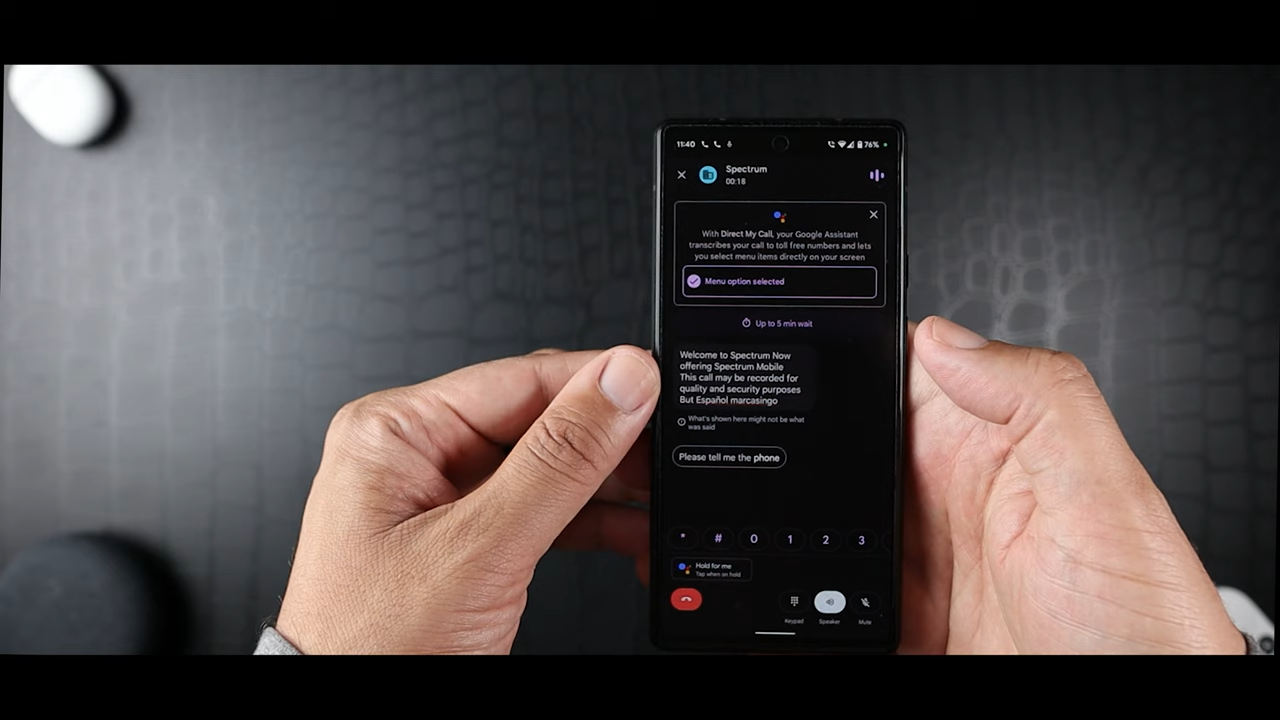 11:40
76%
Spectrum
00:18
With Direct My Call, your Google Assistant
transcribes your call to toll free numbers and lets
you select menu items directly on your screen
Menu option selected
Up to 5 min wait
Welcome to Spectrum Now
offering Spectrum Mobile
This call may be recorded for
quality and security purposes
But Español marcasingo
What's shown here might not be what
was said
Please tell me the phone
* # 0 1 2 3
Hold for me
Tap when on hold
Keypad Speaker Mute